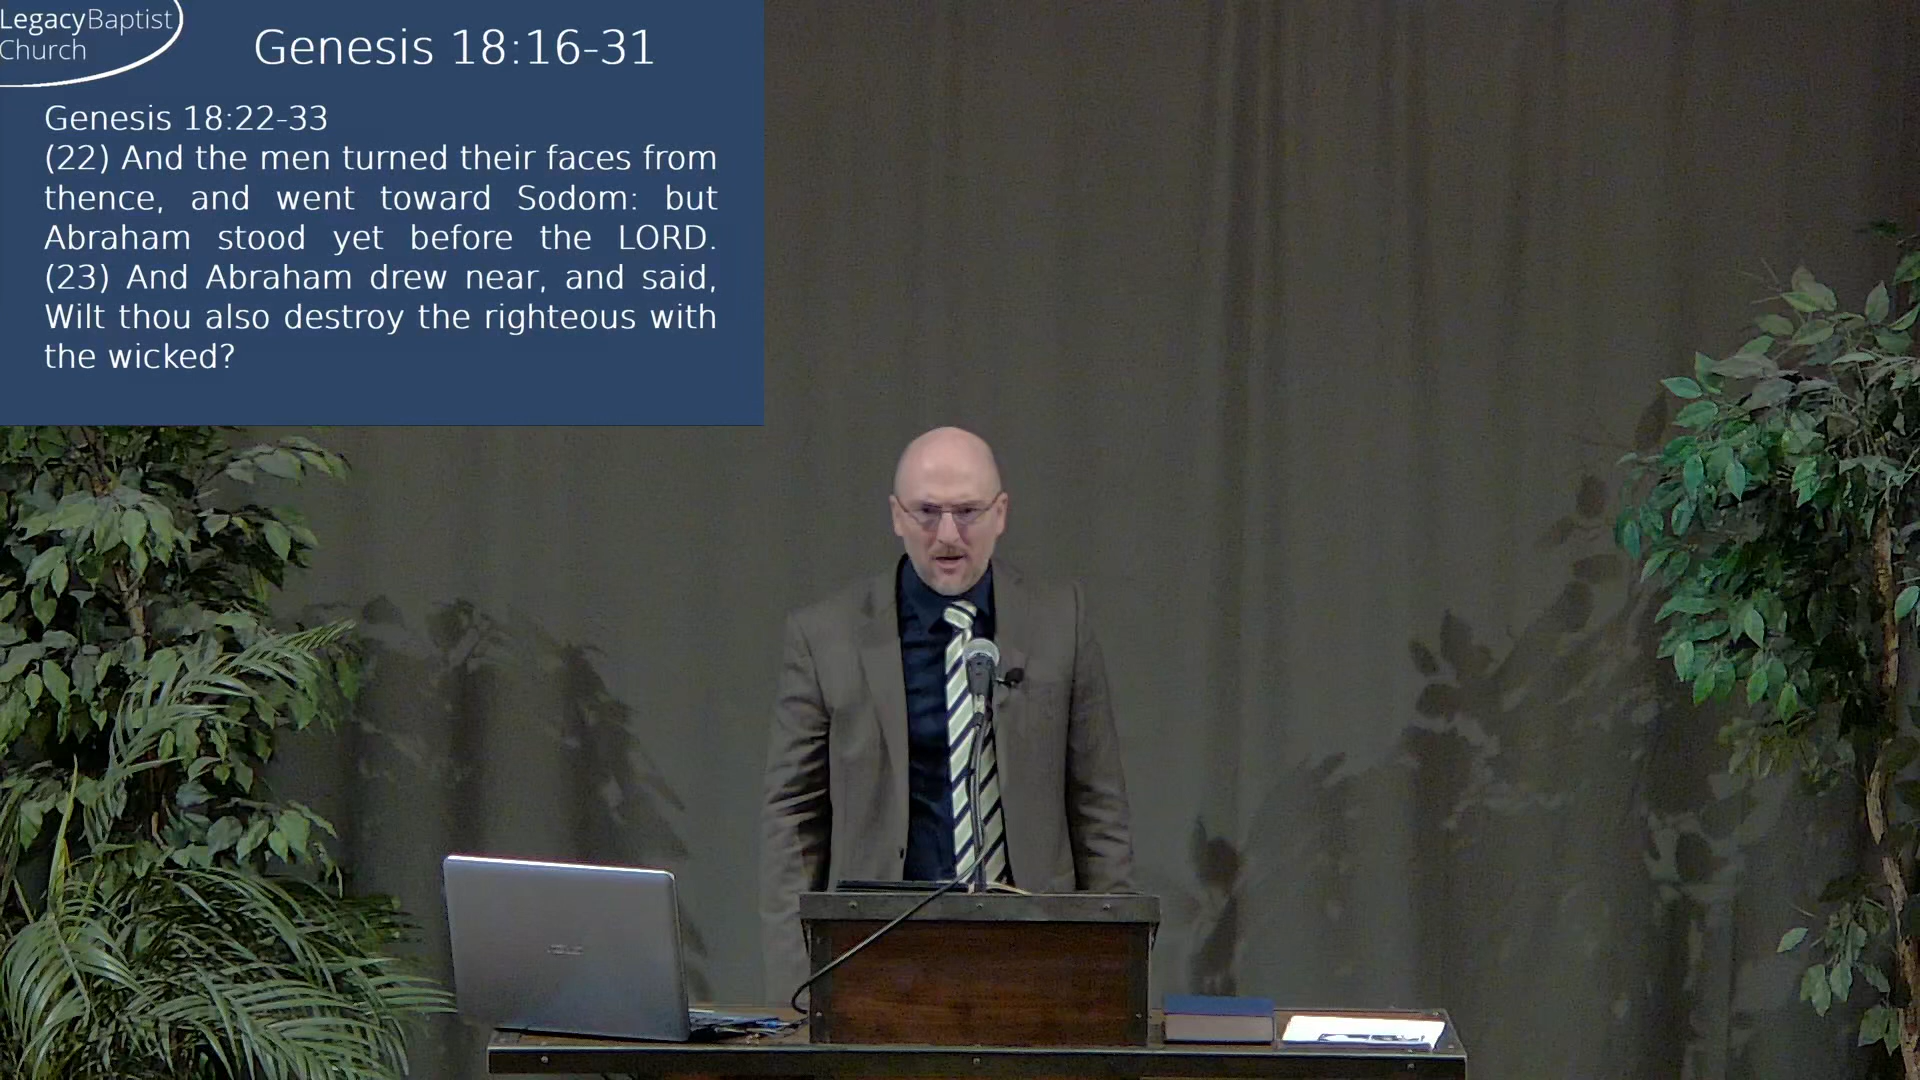 LegacyBaptist
Church
Genesis 18:16-31
Genesis 18:22-33
(22) And the men turned their faces from
thence, and went toward Sodom: but
Abraham stood yet before the LORD.
(23) And Abraham drew near, and said,
Wilt thou also destroy the righteous with
the wicked?
ASUS